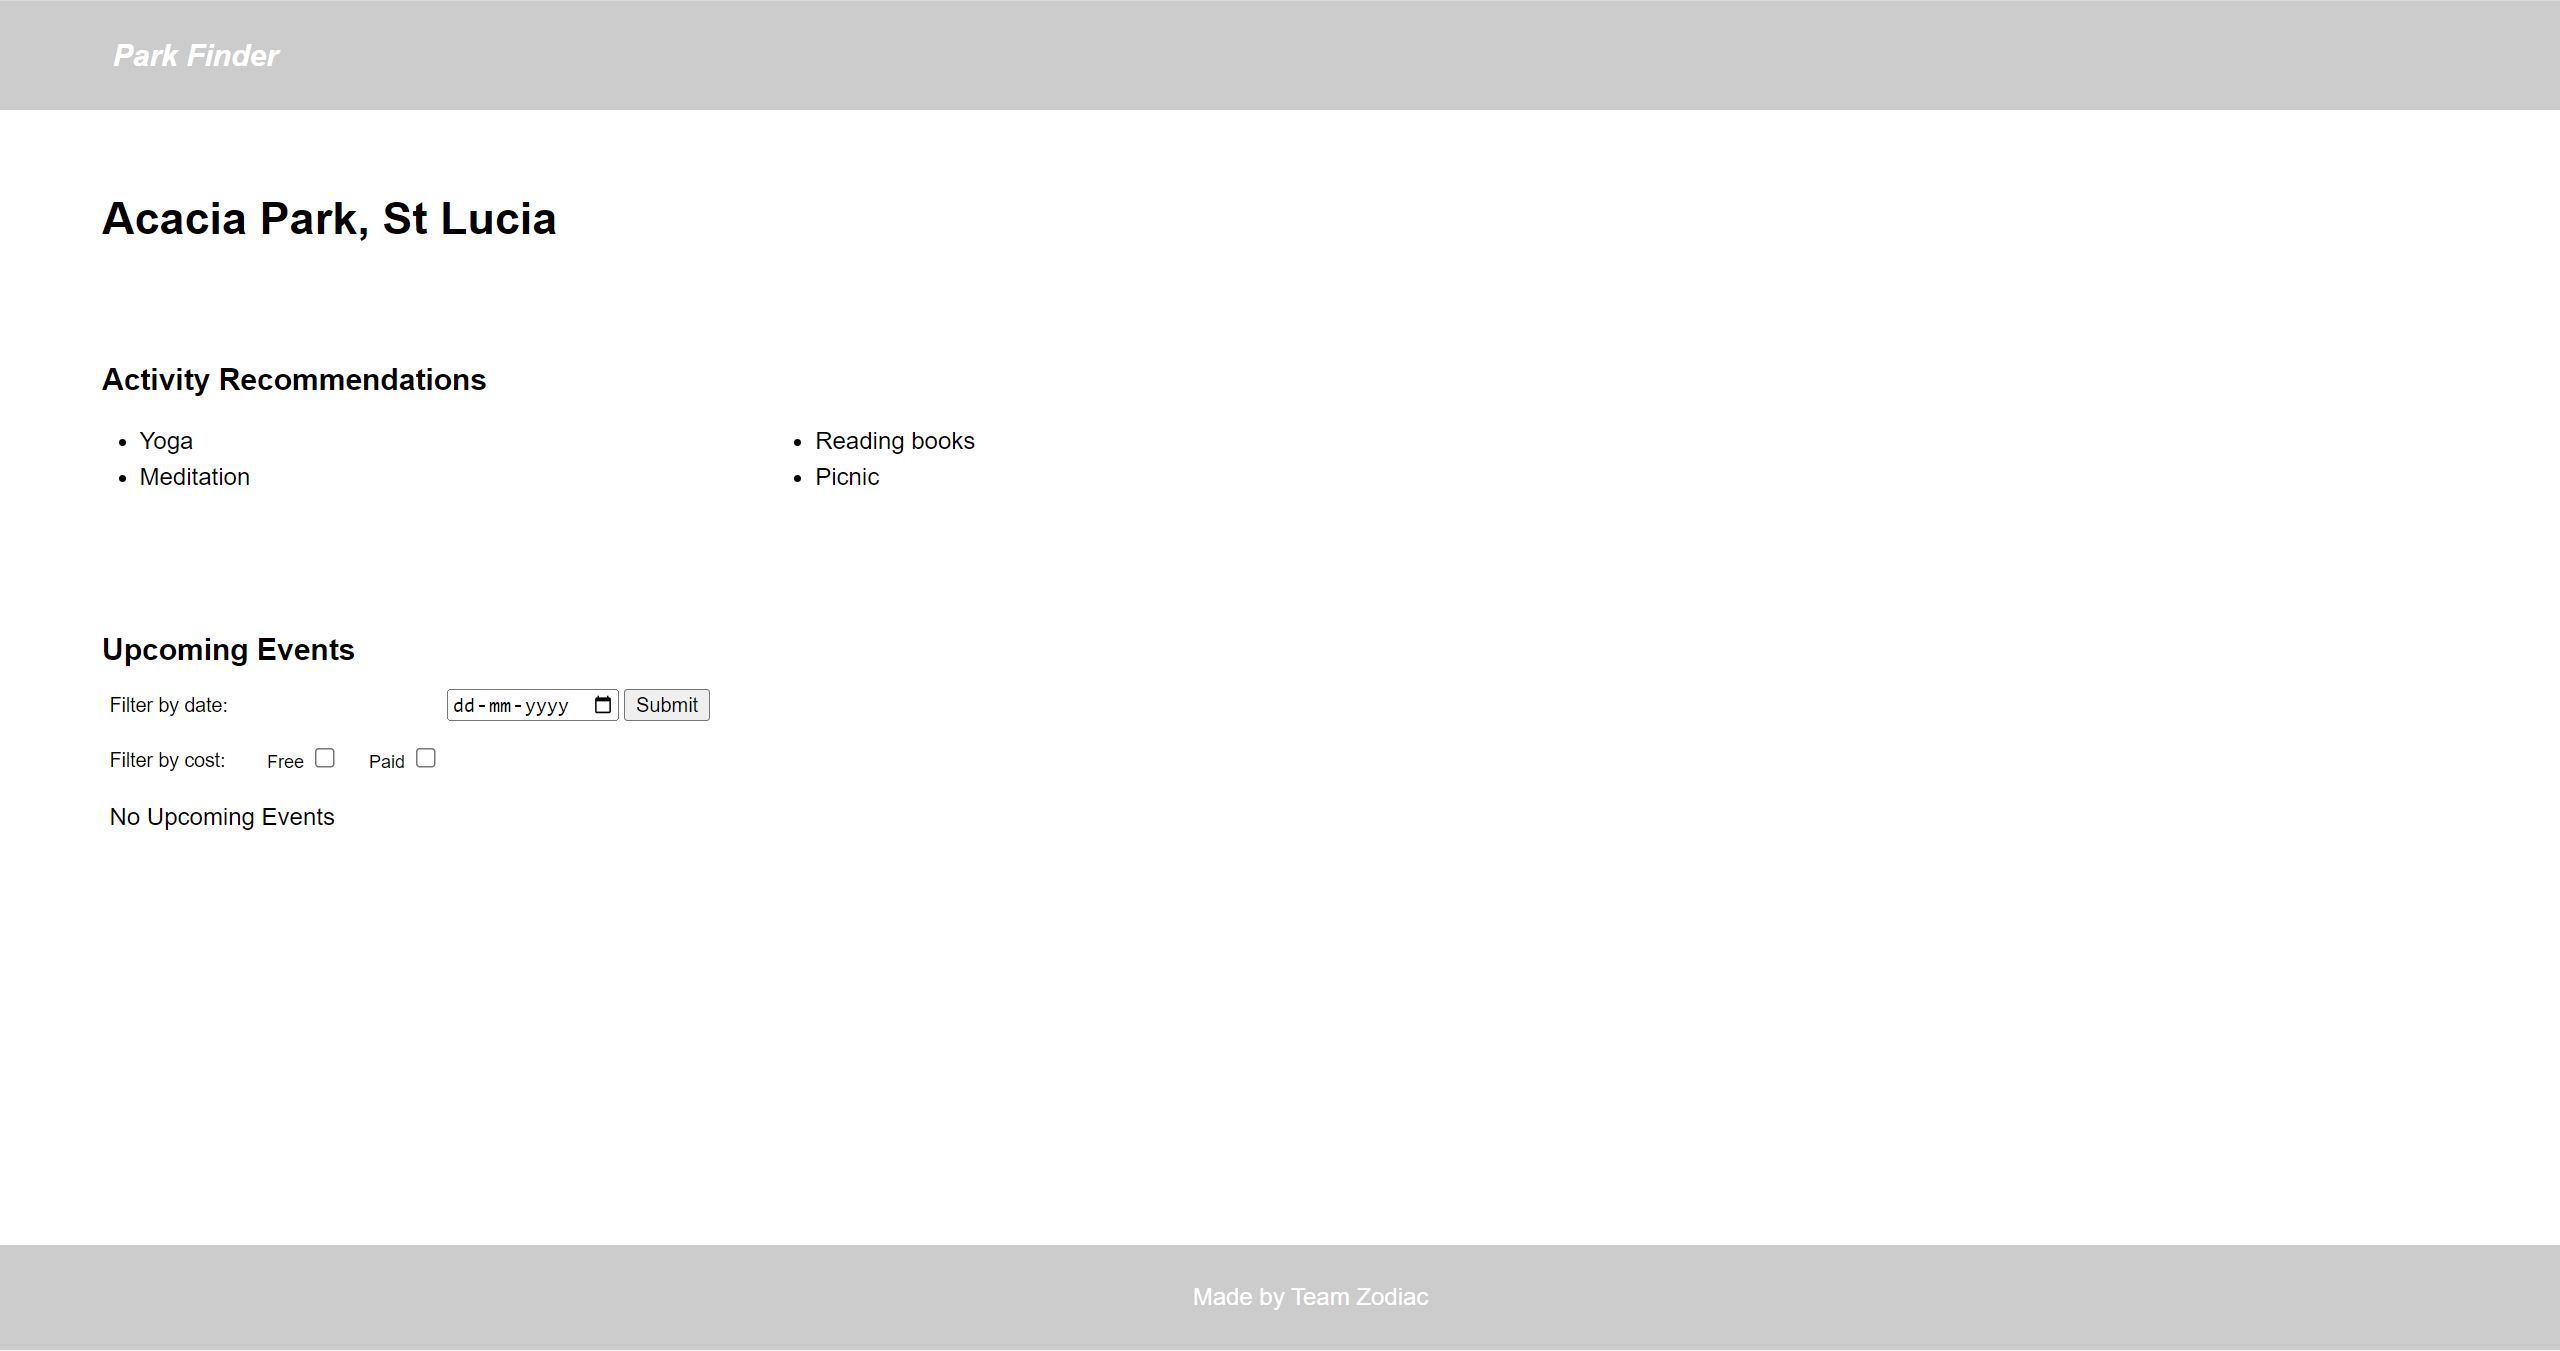 Park Finder
Acacia Park, St Lucia
Activity Recommendations
• Yoga
• Meditation
• Reading books
• Picnic
Upcoming Events
Filter by date: dd-mm-yyyy Submit
Filter by cost: Free Paid
No Upcoming Events
Made by Team Zodiac